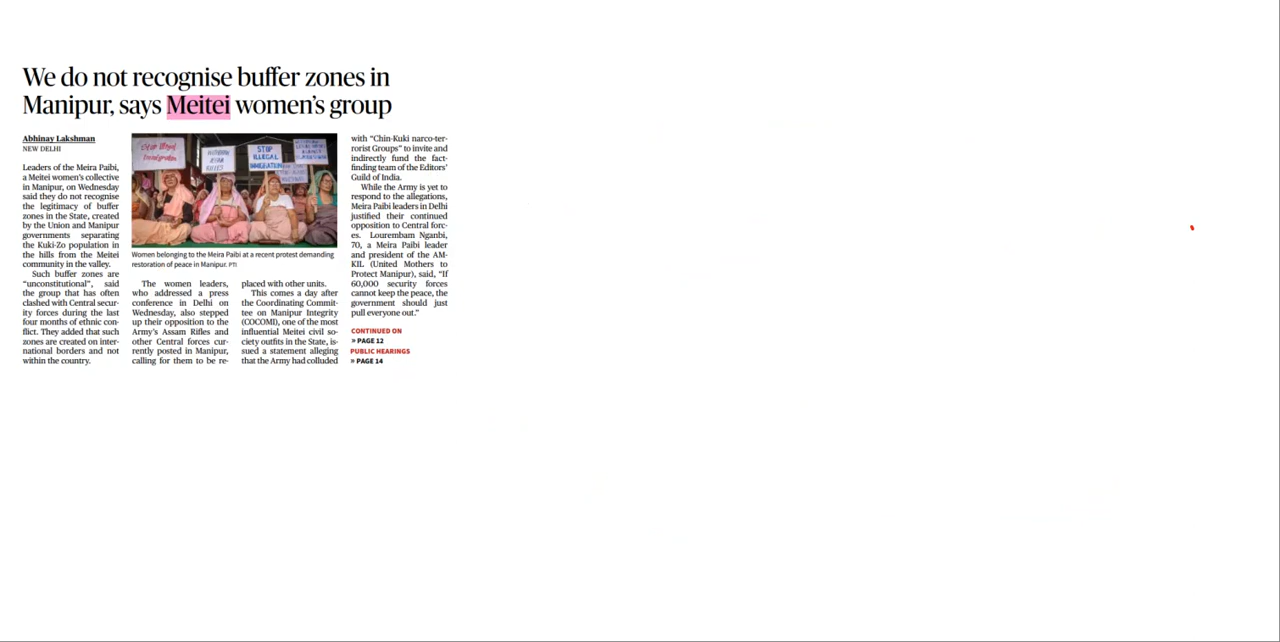 We do not recognise buffer zones in
Manipur, says Meitei women's group
Abhinay Lakshman
NEW DELHI
Leaders of the Meira Paibi,
a Meitei women's collective
in Manipur, on Wednesday
said they do not recognise
the legitimacy of buffer
zones in the State, created
by the Union and Manipur
governments separating
the Kuki-Zo population in
the hills from the Meitei
community in the valley.
Such buffer zones are
"unconstitutional", said
the group that has often
clashed with Central secur-
ity forces during the last
four months of ethnic con-
flict. They added that such
zones are created on inter-
national borders and not
within the country.
STOP
ILLEGAL
IMMIGRATION
Women belonging to the Meira Paibi at a recent protest demanding
restoration of peace in Manipur. PTI
The women leaders,
who addressed a press
conference in Delhi on
Wednesday, also stepped
up their opposition to the
Army's Assam Rifles and
other Central forces cur-
rently posted in Manipur,
calling for them to be re-
placed with other units.
This comes a day after
the Coordinating Commit-
tee on Manipur Integrity
(COCOMI), one of the most
influential Meitei civil so-
ciety outfits in the State, is-
sued a statement alleging
that the Army had colluded
with "Chin-Kuki narco-ter-
rorist Groups" to invite and
indirectly fund the fact-
finding team of the Editors'
Guild of India.
While the Army is yet to
respond to the allegations,
Meira Paibi leaders in Delhi
justified their continued
opposition to Central forc-
es. Lourembam Nganbi,
70, a Meira Paibi leader
and president of the AM-
KIL (United Mothers to
Protect Manipur), said, "If
60,000 security forces
cannot keep the peace, the
government should just
pull everyone out."
CONTINUED ON
» PAGE 12
PUBLIC HEARINGS
» PAGE 14